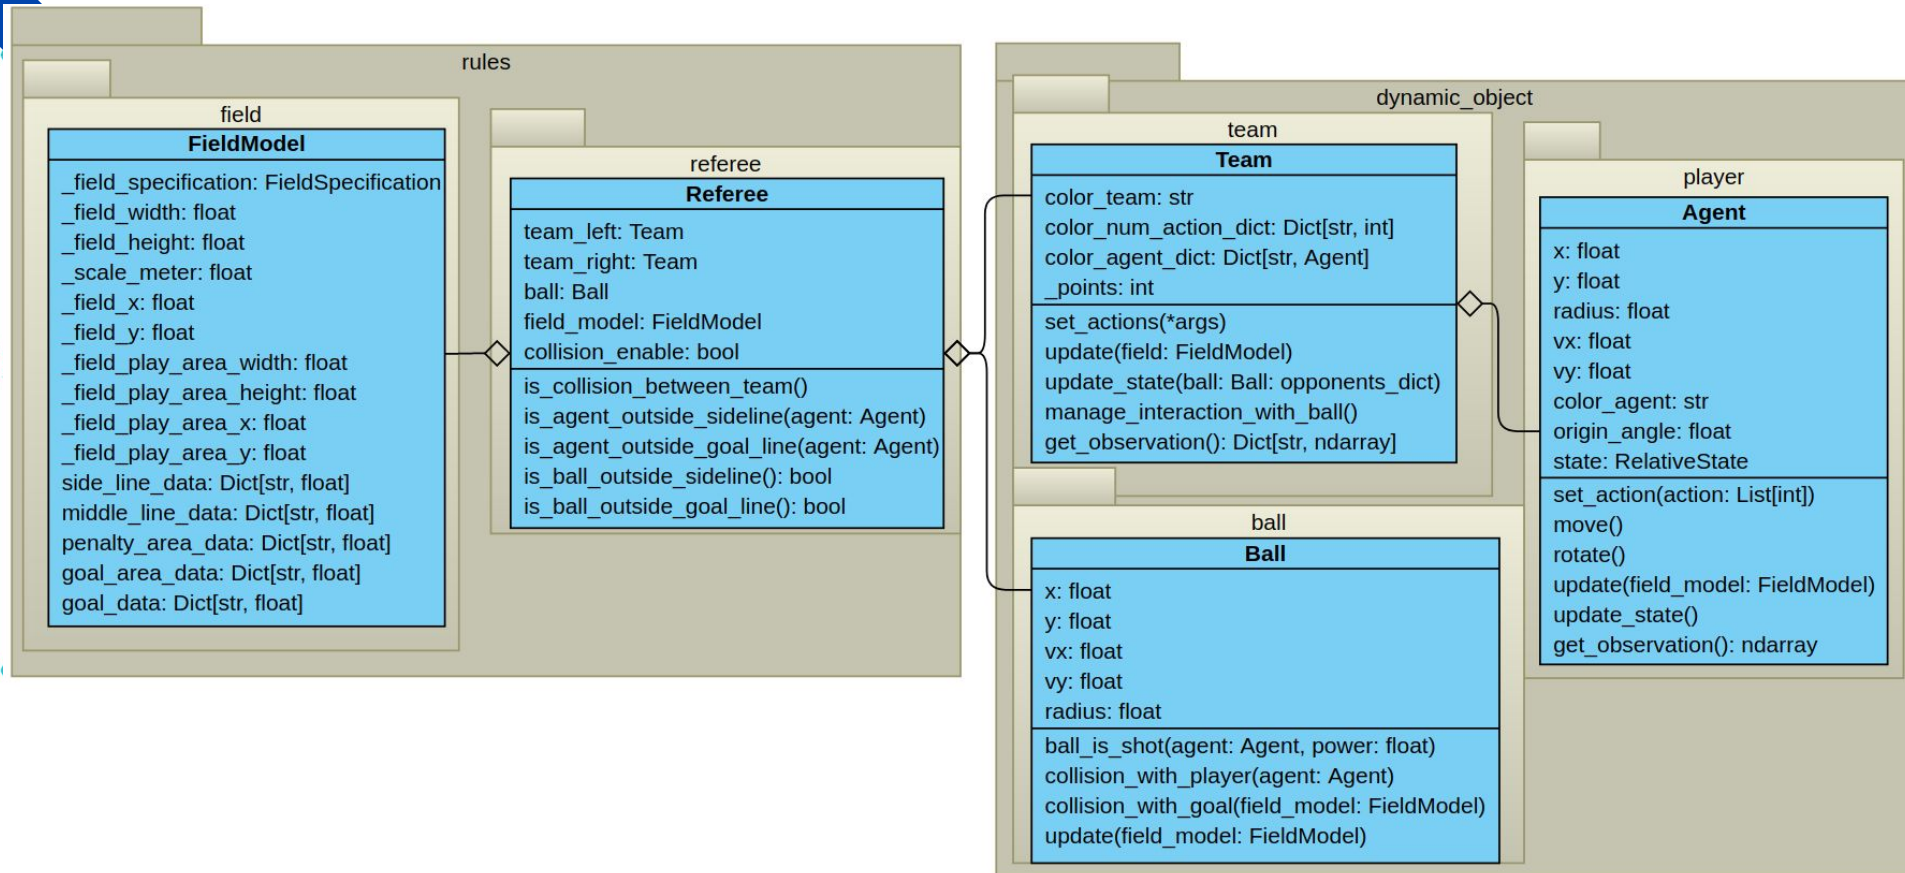 rules
field
FieldModel
_field_specification: FieldSpecification
_field_width: float
_field_height: float
_scale_meter: float
_field_x: float
_field_y: float
_field_play_area_width: float
_field_play_area_height: float
_field_play_area_x: float
_field_play_area_y: float
side_line_data: Dict[str, float]
middle_line_data: Dict[str, float]
penalty_area_data: Dict[str, float]
goal_area_data: Dict[str, float]
goal_data: Dict[str, float]
referee
Referee
team_left: Team
team_right: Team
ball: Ball
field_model: FieldModel
collision_enable: bool
is_collision_between_team()
is_agent_outside_sideline(agent: Agent)
is_agent_outside_goal_line(agent: Agent)
is_ball_outside_sideline(): bool
is_ball_outside_goal_line(): bool
dynamic_object
team
Team
color_team: str
color_num_action_dict: Dict[str, int]
color_agent_dict: Dict[str, Agent]
_points: int
set_actions(*args)
update(field: FieldModel)
update_state(ball: Ball: opponents_dict)
manage_interaction_with_ball()
get_observation(): Dict[str, ndarray]
ball
Ball
x: float
y: float
vx: float
vy: float
radius: float
ball_is_shot(agent: Agent, power: float)
collision_with_player(agent: Agent)
collision_with_goal(field_model: FieldModel)
update(field_model: FieldModel)
player
Agent
x: float
y: float
radius: float
vx: float
vy: float
color_agent: str
origin_angle: float
state: RelativeState
set_action(action: List[int])
move()
rotate()
update(field_model: FieldModel)
update_state()
get_observation(): ndarray